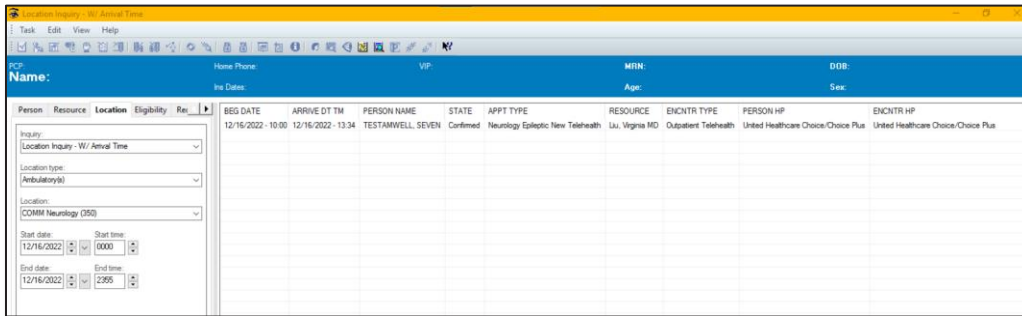 Location Inquiry - W/ Arrival Time
Task Edit View Help
PCP:
Name:
Home Phone:
VIP:
MRN:
DOB:
Ins Dates:
Age:
Sex:
Person Resource Location Eligibility Re
Inquiry:
Location Inquiry - W/ Arrival Time
Location type:
Ambulatory(s)
Location:
COMM Neurology (350)
Start date: Start time:
12/16/2022 0000
End date: End time:
12/16/2022 2355
BEG DATE ARRIVE DT TM PERSON NAME STATE APPT TYPE RESOURCE ENCNTR TYPE PERSON HP ENCNTR HP
12/16/2022 - 10:00 12/16/2022 - 13:34 TESTAMWELL, SEVEN Confirmed Neurology Epileptic New Telehealth Liu, Virginia MD Outpatient Telehealth United Healthcare Choice/Choice Plus United Healthcare Choice/Choice Plus